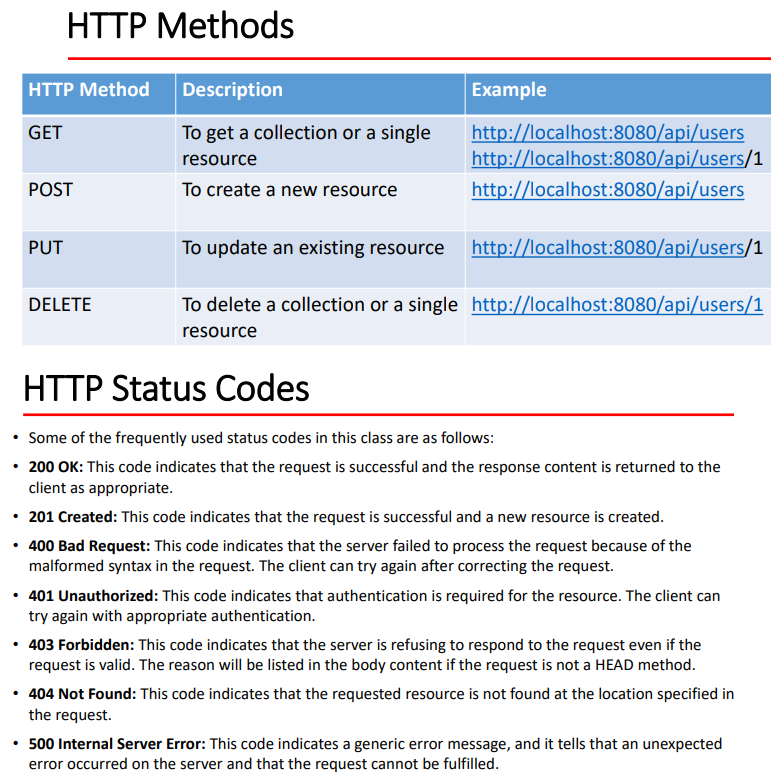 HTTP Methods
HTTP Method Description Example
GET To get a collection or a single resource http://localhost:8080/api/users
http://localhost:8080/api/users/1
POST To create a new resource http://localhost:8080/api/users
PUT To update an existing resource http://localhost:8080/api/users/1
DELETE To delete a collection or a single resource http://localhost:8080/api/users/1
HTTP Status Codes
• Some of the frequently used status codes in this class are as follows:
• 200 OK: This code indicates that the request is successful and the response content is returned to the
client as appropriate.
• 201 Created: This code indicates that the request is successful and a new resource is created.
• 400 Bad Request: This code indicates that the server failed to process the request because of the
malformed syntax in the request. The client can try again after correcting the request.
• 401 Unauthorized: This code indicates that authentication is required for the resource. The client can
try again with appropriate authentication.
• 403 Forbidden: This code indicates that the server is refusing to respond to the request even if the
request is valid. The reason will be listed in the body content if the request is not a HEAD method.
• 404 Not Found: This code indicates that the requested resource is not found at the location specified in
the request.
• 500 Internal Server Error: This code indicates a generic error message, and it tells that an unexpected
error occurred on the server and that the request cannot be fulfilled.